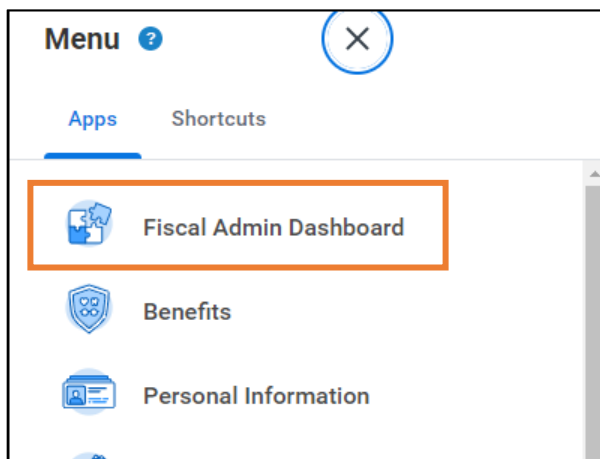 Menu ?
Apps Shortcuts
Fiscal Admin Dashboard
Benefits
Personal Information